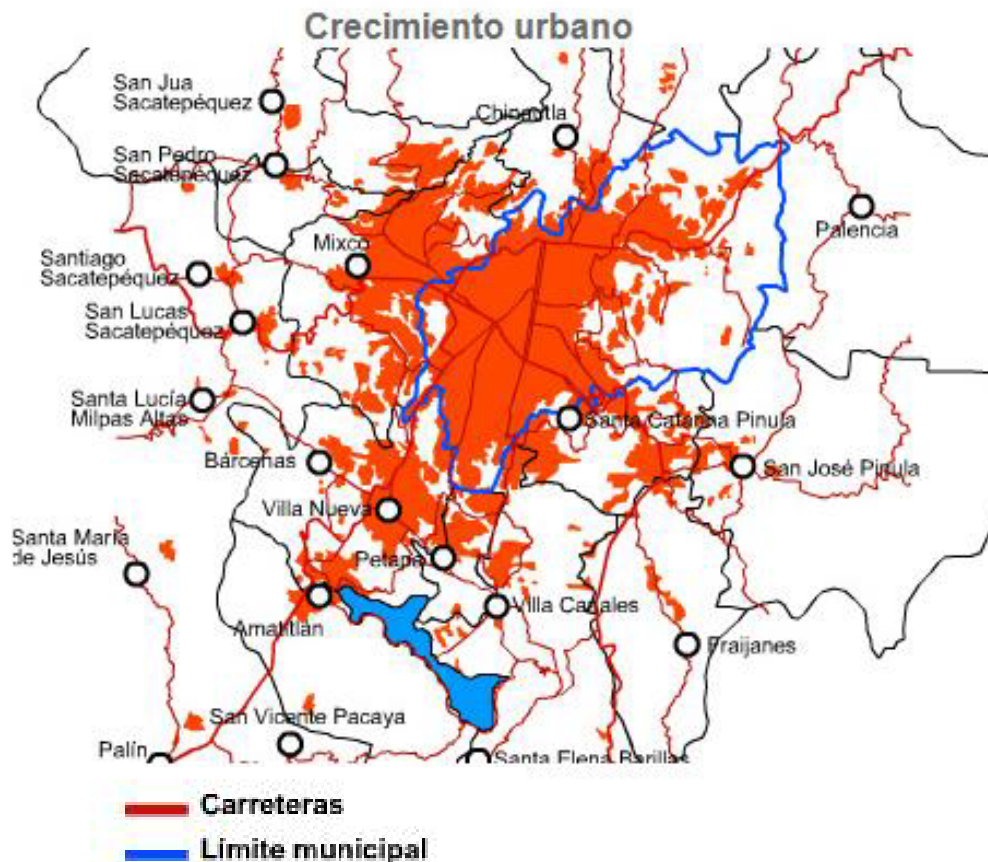 Crecimiento urbano
San Jua
Sacatepéquez
Chinautla
San Pedro
Sacatepéquez
Palencia
Mixco
Santiago
Sacatepéquez
San Lucas
Sacatepéquez
Santa Lucía
Milpas Altas
Santa Catarina Pinula
Bárcenas
San José Pinula
Villa Nueva
Santa María
de Jesús
Petapa
Villa Canales
Amatitlán
Fraijanes
San Vicente Pacaya
Palín
Santa Elena Barillas
Carreteras
Límite municipal